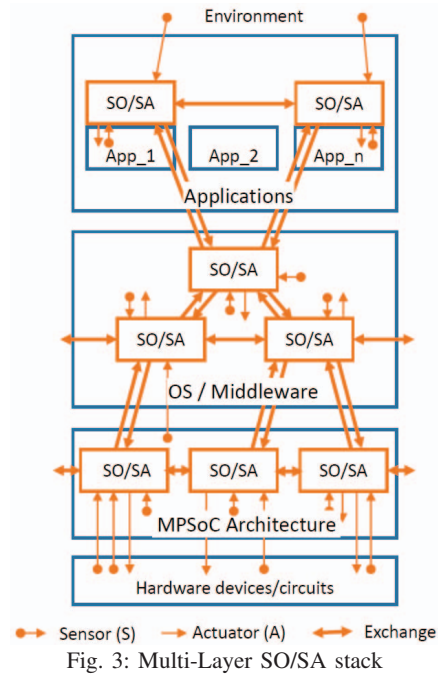 Environment
SO/SA SO/SA
App_1 App_2 App_n
Applications
SO/SA
SO/SA SO/SA
OS / Middleware
SO/SA SO/SA SO/SA
MPSoC Architecture
Hardware devices/circuits
Sensor (S) Actuator (A) Exchange
Fig. 3: Multi-Layer SO/SA stack